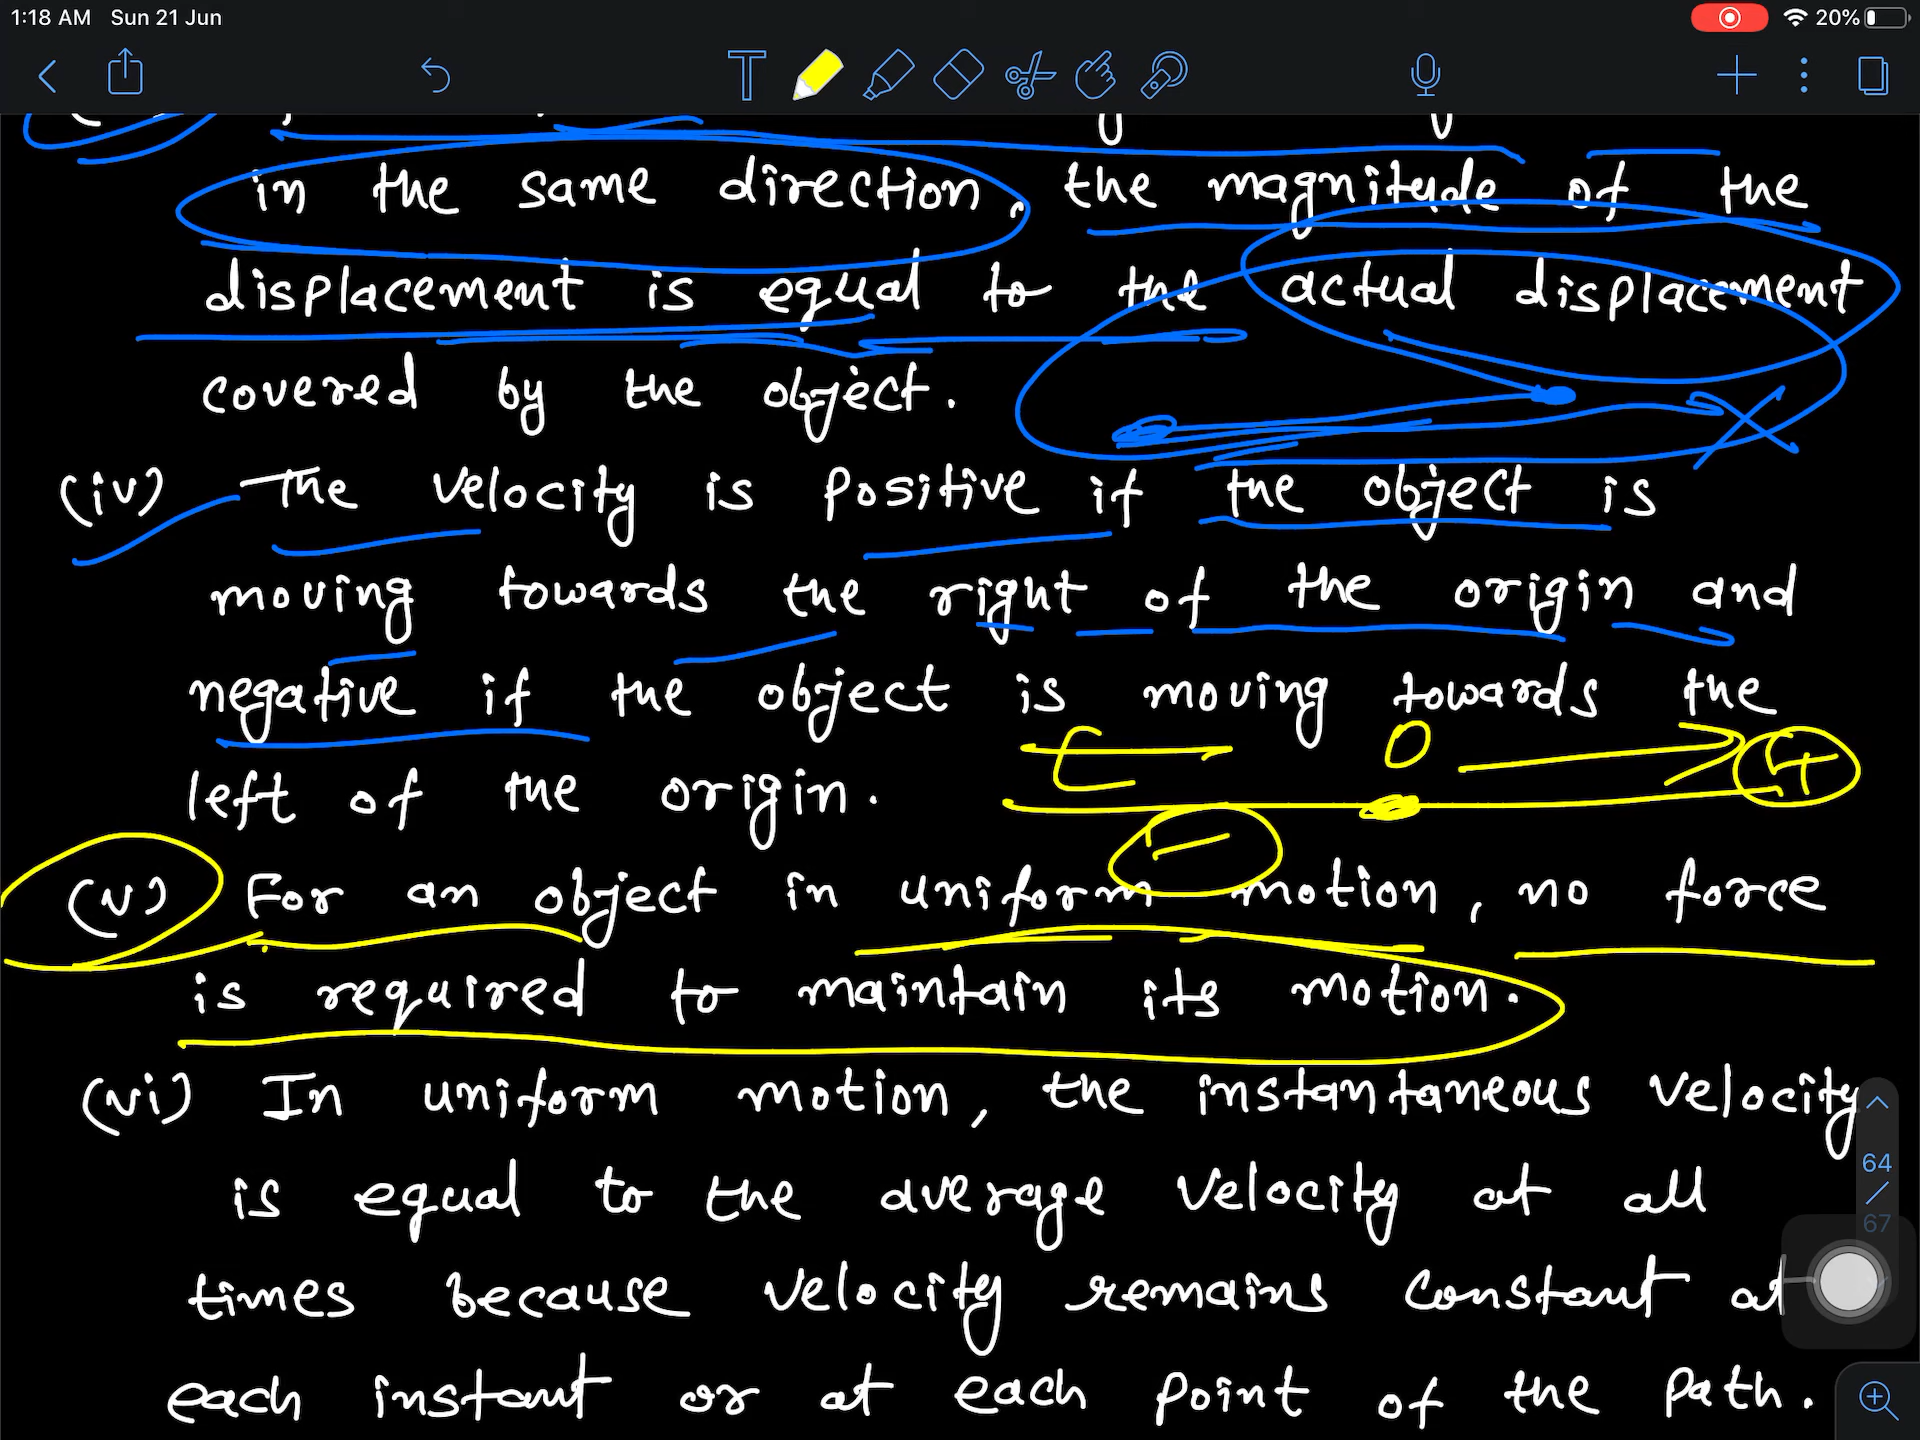 1:18 AM Sun 21 Jun 20%
in the same direction, the magnitude of the
displacement is equal to the actual displacement
covered by the object.
(iv) The velocity is positive if the object is
moving towards the right of the origin and
negative if the object is moving towards the
left of the origin.
O +
−
(v) For an object in uniform motion, no force
is required to maintain its motion.
(vi) In uniform motion, the instantaneous velocity
is equal to the average velocity at all
times because velocity remains constant at
each instant or at each point of the path.
64
/
67